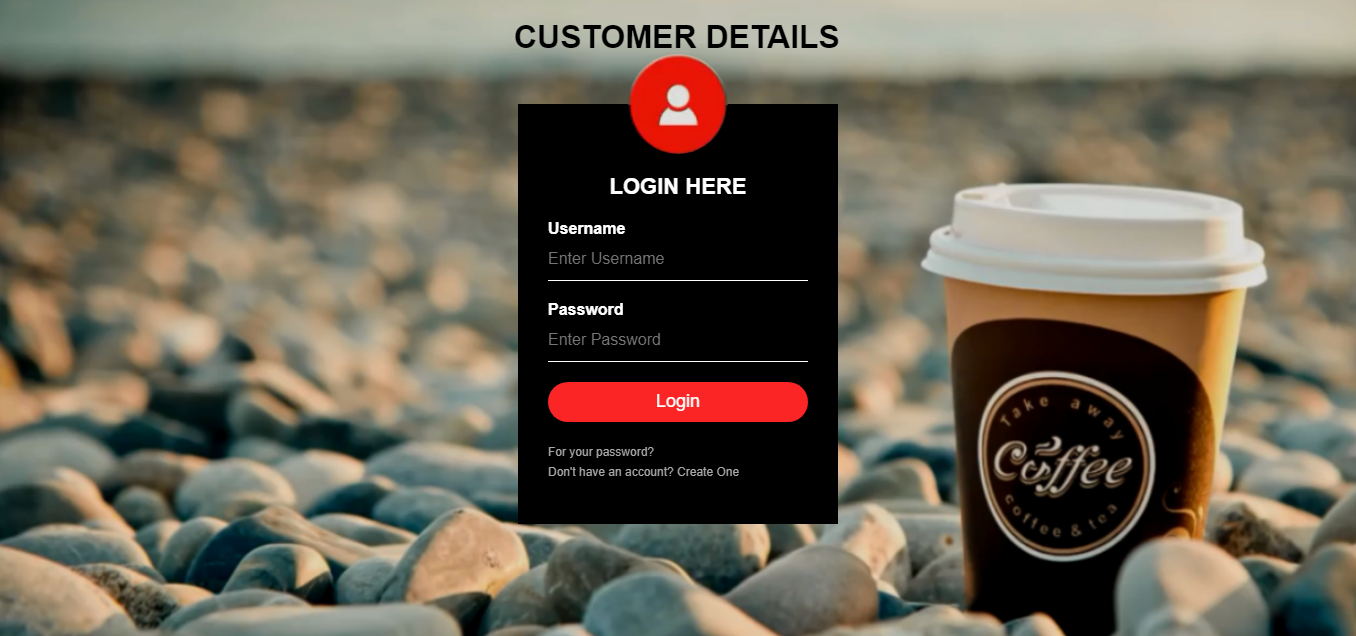 CUSTOMER DETAILS
LOGIN HERE
Username
Enter Username
Password
Enter Password
Login
For your password?
Don't have an account? Create One
Take away
Coffee
coffee & tea